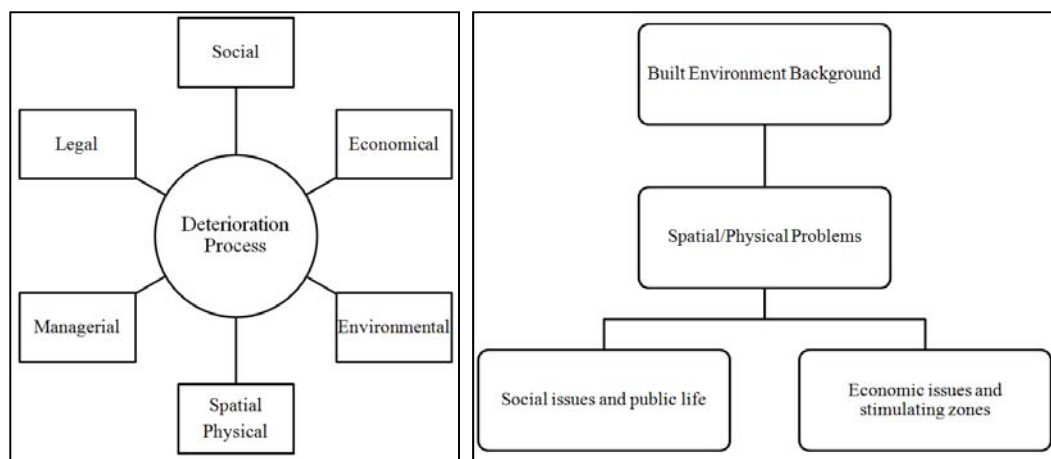 Social
Legal
Economical
Deterioration
Process
Managerial
Environmental
Spatial
Physical
Built Environment Background
Spatial/Physical Problems
Social issues and public life
Economic issues and
stimulating zones